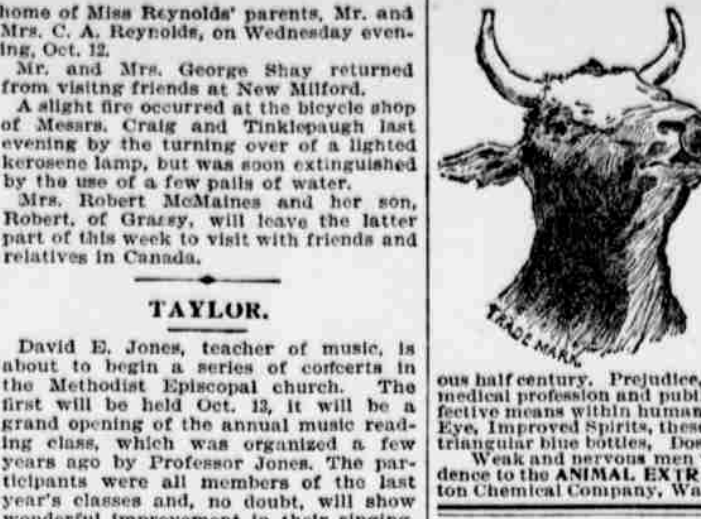 home of Miss Reynolds' parents, Mr. and
Mrs. C. A. Reynolds, on Wednesday even-
ing, Oct. 12.
Mr. and Mrs. George Shay returned
from visitng friends at New Milford.
A slight fire occurred at the bicycle shop
of Messrs. Craig and Tinklepaugh last
evening by the turning over of a lighted
kerosene lamp, but was soon extinguished
by the use of a few pails of water.
Mrs. Robert McMaines and her son,
Robert, of Grassy, will leave the latter
part of this week to visit with friends and
relatives in Canada.
TAYLOR.
David E. Jones, teacher of music, is
about to begin a series of concerts in
the Methodist Episcopal church. The
first will be held Oct. 13, it will be a
grand opening of the annual music read-
ing class, which was organized a few
years ago by Professor Jones. The par-
ticipants were all members of the last
year's classes and, no doubt, will show
wonderful improvement in their singing.
TRADE MARK.
ous half century. Prejudice,
medical profession and publ
fective means within human
Eye, Improved Spirits, these
triangular blue bottles, Dos
Weak and nervous men
dence to the ANIMAL EXTR
ton Chemical Company, Wa